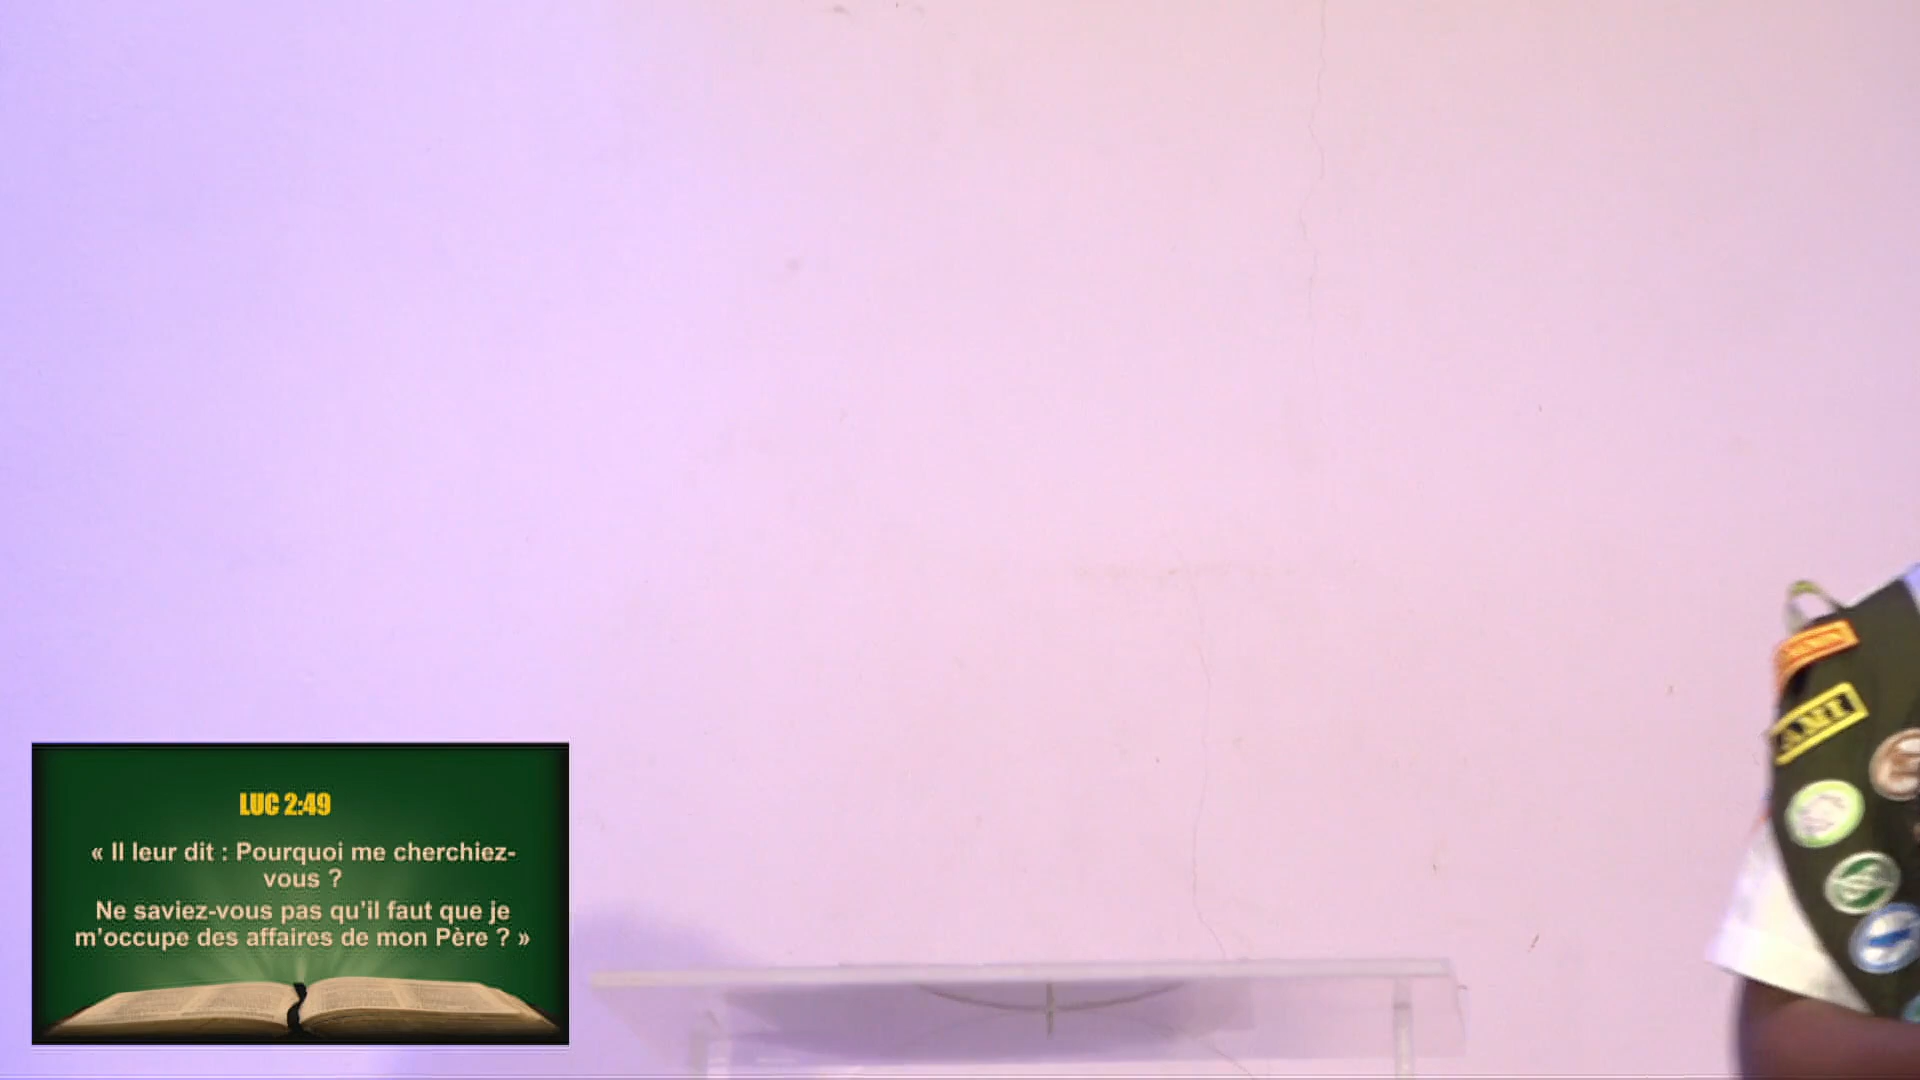 LUC 2:49
« Il leur dit : Pourquoi me cherchiez-
vous ?
Ne saviez-vous pas qu’il faut que je
m’occupe des affaires de mon Père ? »
AMI